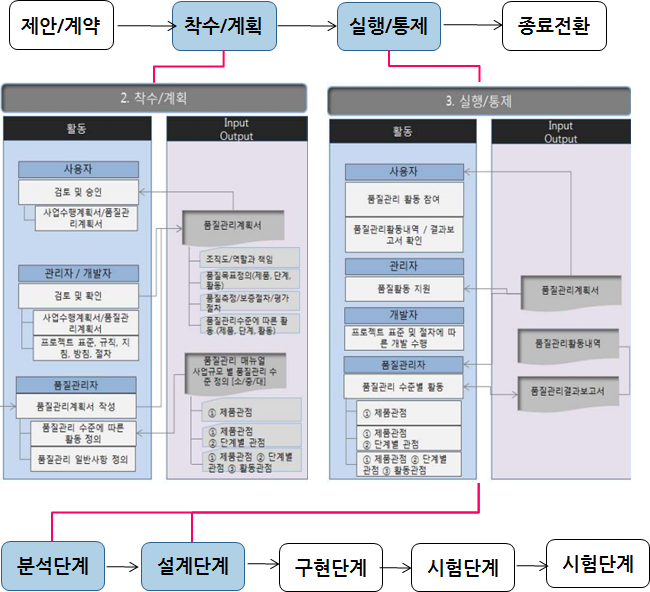 제안/계약
착수/계획
실행/통제
종료전환
2. 착수/계획
활동
Input
Output
사용자
검토 및 승인
사업수행계획서/품질관
리계획서
관리자 / 개발자
검토 및 확인
사업수행계획서/품질관
리계획서
프로젝트 표준, 규칙, 지
침, 방침, 절차
품질관리자
품질관리계획서 작성
품질관리 수준에 따른
활동 정의
품질관리 일반사항 정의
품질관리계획서
조직도/역할과 책임
품질목표정의(제품, 단계,
활동)
품질측정/보증절차/평가
절차
품질관리수준에 따른 활
동 (제품, 단계, 활동)
품질관리 매뉴얼
사업규모 별 품질관리 수
준 정의 [소/중/대]
① 제품관점
① 제품관점
② 단계별 관점
① 제품관점 ② 단계별
관점 ③ 활동관점
3. 실행/통제
활동
Input
Output
사용자
품질관리 활동 참여
품질관리활동내역 / 결과보
고서 확인
관리자
품질활동 지원
개발자
프로젝트 표준 및 절차에 따
른 개발 수행
품질관리자
품질관리 수준별 활동
① 제품관점
① 제품관점
② 단계별 관점
① 제품관점 ② 단계별
관점 ③ 활동관점
품질관리계획서
품질관리활동내역
품질관리결과보고서
분석단계
설계단계
구현단계
시험단계
시험단계